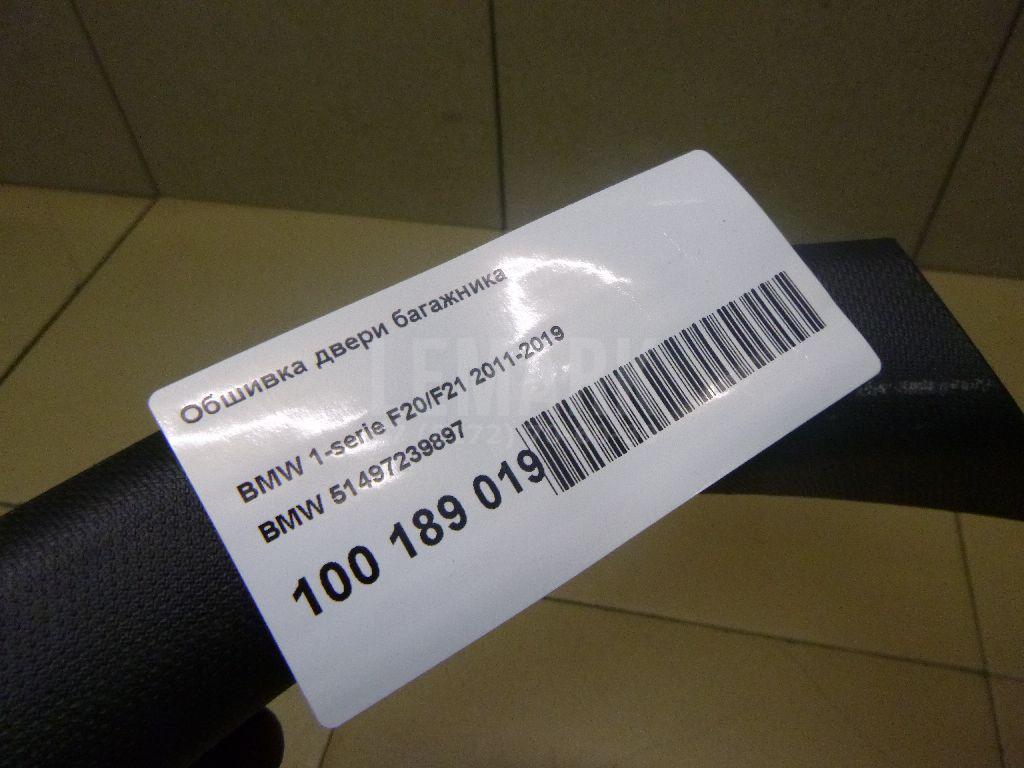 Обшивка двери багажника
BMW 1-serie F20/F21 2011-2019
BMW 51497239897
100 189 019